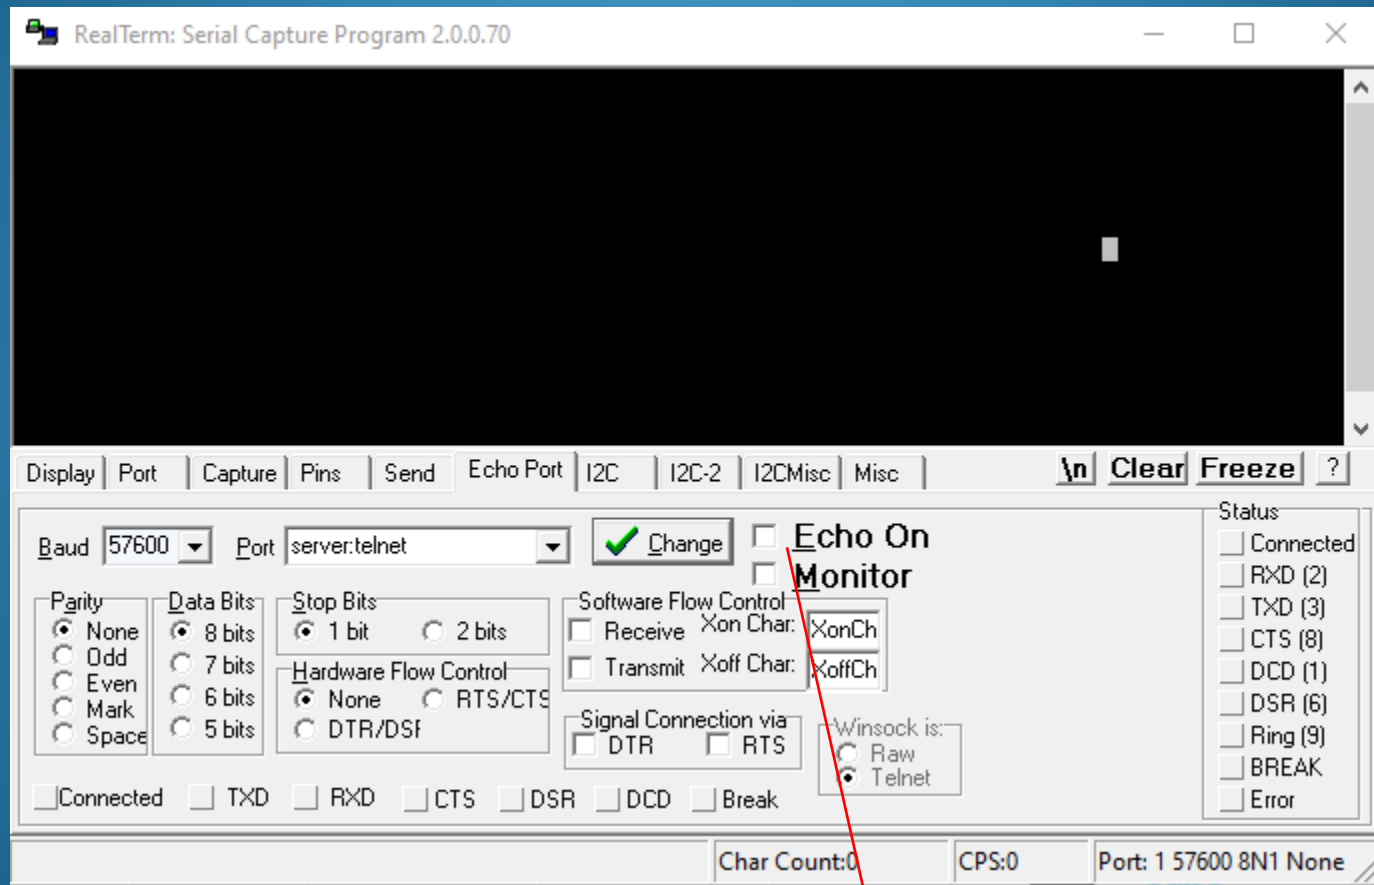 RealTerm: Serial Capture Program 2.0.0.70
Display Port Capture Pins Send Echo Port I2C I2C-2 I2CMisc Misc \n Clear Freeze ?
Baud 57600 Port server:telnet Change Echo On
Monitor
Parity
None
Odd
Even
Mark
Space
Data Bits
8 bits
7 bits
6 bits
5 bits
Stop Bits
1 bit 2 bits
Hardware Flow Control
None RTS/CTS
DTR/DSR
Software Flow Control
Receive Xon Char: XonCh
Transmit Xoff Char: XoffCh
Signal Connection via
DTR RTS
Winsock is:
Raw
Telnet
Connected TXD RXD CTS DSR DCD Break
Status
Connected
RXD (2)
TXD (3)
CTS (8)
DCD (1)
DSR (6)
Ring (9)
BREAK
Error
Char Count:0 CPS:0 Port: 1 57600 8N1 None